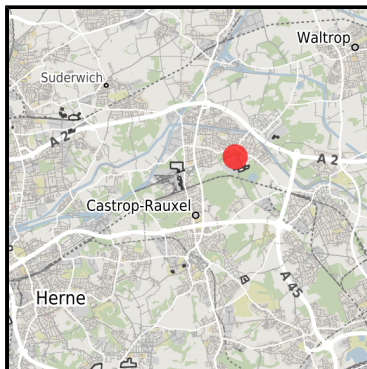 Waltrop
Suderwich
A 2
A 2
Castrop-Rauxel
A 45
Herne